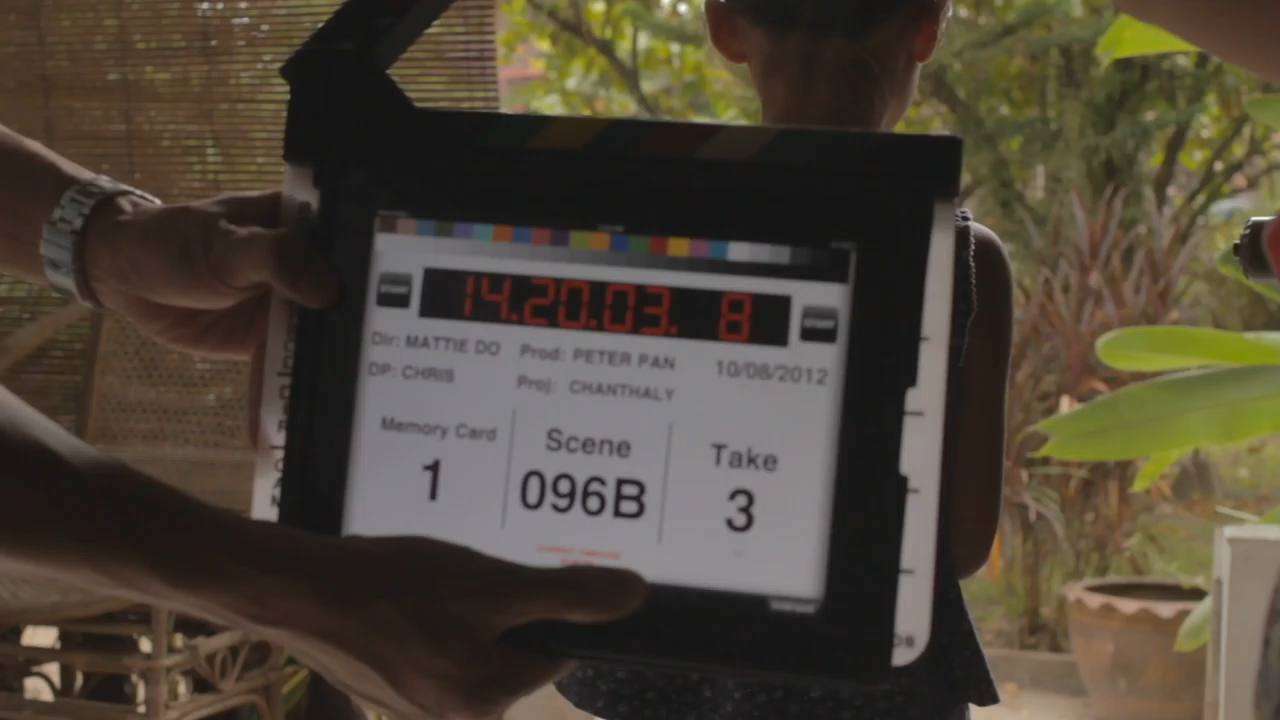 14.20.03. 8
Dir: MATTIE DO Prod: PETER PAN 10/08/2012
DP: CHRIS Proj: CHANTHALY
Memory Card Scene Take
1 096B 3